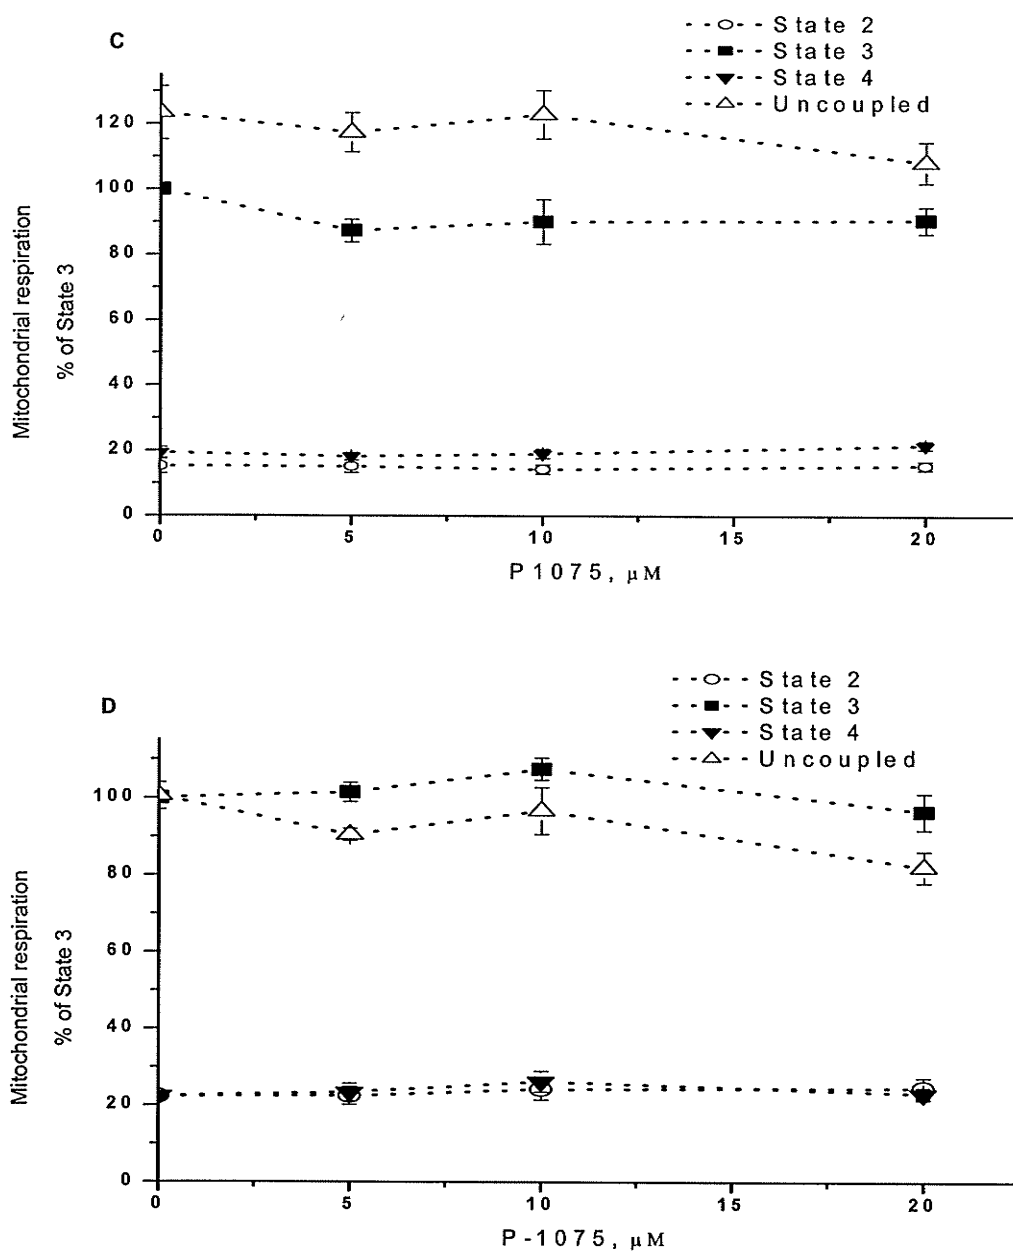 C
State 2
State 3
State 4
Uncoupled
120
100
80
60
40
20
0
Mitochondrial respiration
% of State 3
0 5 10 15 20
P1075, μM
D
State 2
State 3
State 4
Uncoupled
100
80
60
40
20
0
Mitochondrial respiration
% of State 3
0 5 10 15 20
P-1075, μM